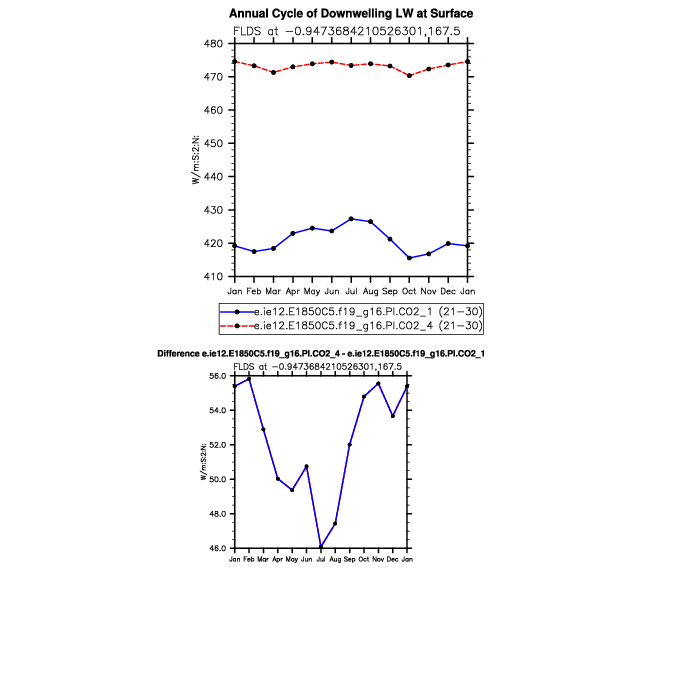 Annual Cycle of Downwelling LW at Surface
FLDS at −0.9473684210526301,167.5
480
470
460
450
440
430
420
410
W/m:S:2:N:
Jan Feb Mar Apr May Jun Jul Aug Sep Oct Nov Dec Jan
e.ie12.E1850C5.f19_g16.PI.CO2_1 (21−30)
e.ie12.E1850C5.f19_g16.PI.CO2_4 (21−30)
Difference e.ie12.E1850C5.f19_g16.PI.CO2_4 - e.ie12.E1850C5.f19_g16.PI.CO2_1
FLDS at −0.9473684210526301,167.5
56.0
54.0
52.0
50.0
48.0
46.0
W/m:S:2:N:
Jan Feb Mar Apr May Jun Jul Aug Sep Oct Nov Dec Jan